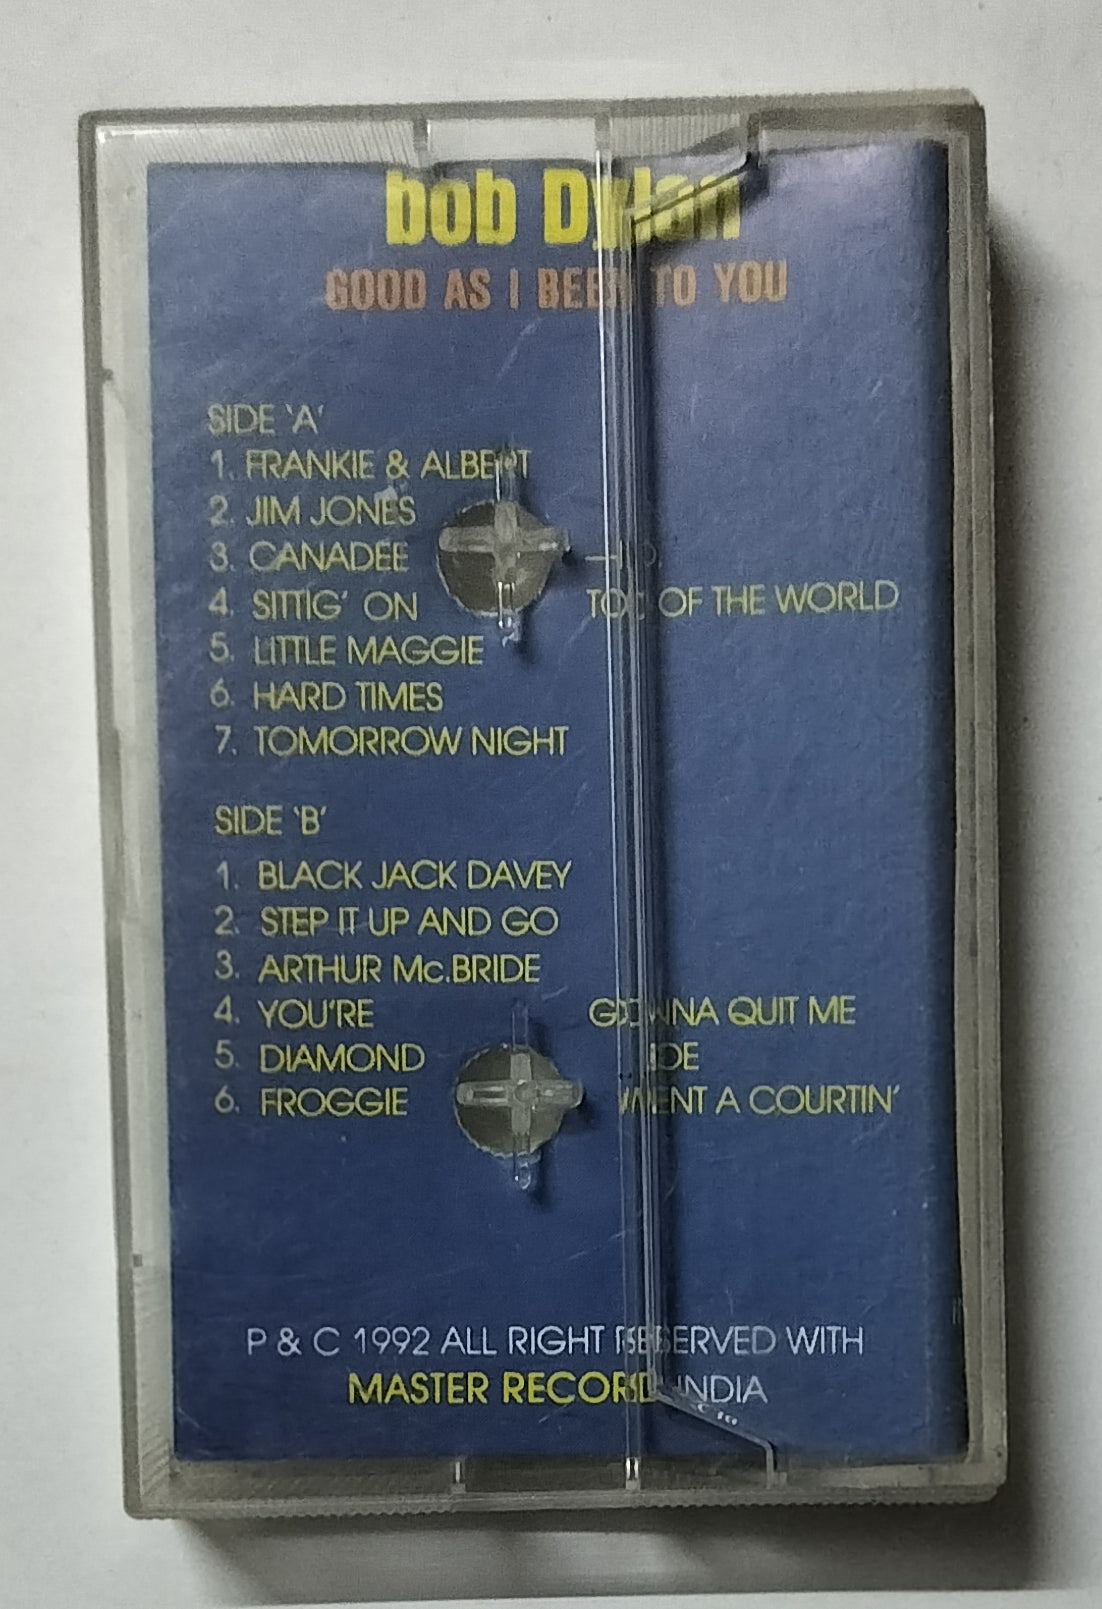 bob Dylan
GOOD AS I BEEN TO YOU
SIDE 'A'
1. FRANKIE & ALBERT
2. JIM JONES
3. CANADEE
4. SITTIG' ON OF THE WORLD
5. LITTLE MAGGIE
6. HARD TIMES
7. TOMORROW NIGHT
SIDE 'B'
1. BLACK JACK DAVEY
2. STEP IT UP AND GO
3. ARTHUR Mc.BRIDE
4. YOU'RE GONNA QUIT ME
5. DIAMOND
6. FROGGIE WENT A COURTIN'
P & C 1992 ALL RIGHT RESERVED WITH
MASTER RECORD INDIA